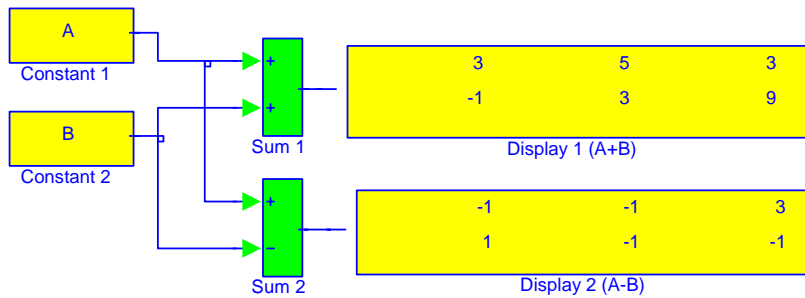 A
Constant 1
B
Constant 2
+
+
Sum 1
3 5 3
-1 3 9
Display 1 (A+B)
+
−
Sum 2
-1 -1 3
1 -1 -1
Display 2 (A-B)